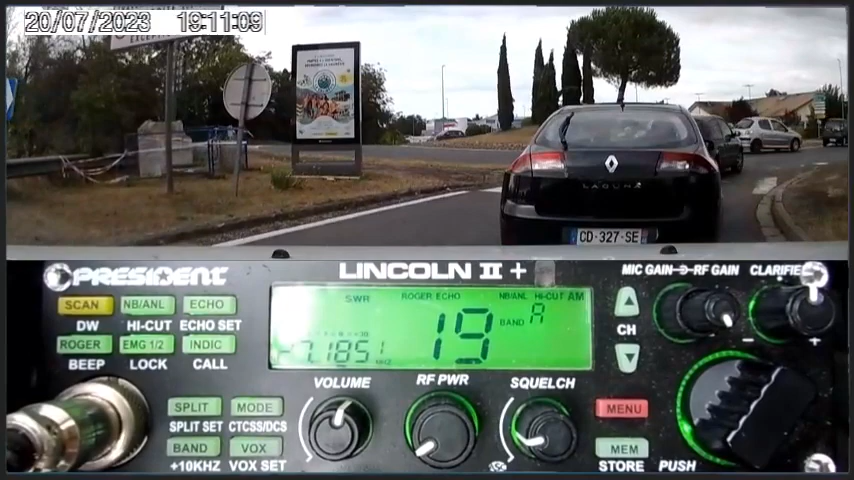 20/07/2023 19:11:09
LAGUNA
CD-327-SE
PRESIDENT
LINCOLN II +
MIC GAIN RF GAIN CLARIFIER
SCAN NB/ANL ECHO
DW HI-CUT ECHO SET
ROGER EMG 1/2 INDIC
BEEP LOCK CALL
SWR ROGER ECHO NB/ANL HI-CUT AM
19 BAND A
27.1851
CH
VOLUME RF PWR SQUELCH
SPLIT MODE
SPLIT SET CTCSS/DCS
BAND VOX
+10KHZ VOX SET
MENU
MEM
STORE PUSH